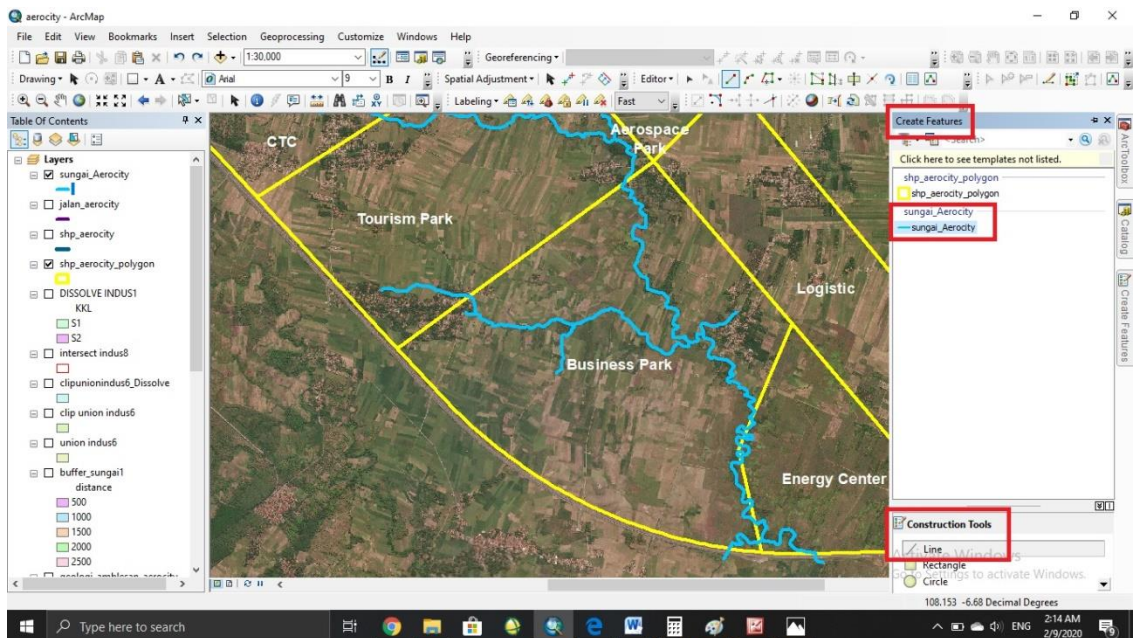 aerocity - ArcMap
File Edit View Bookmarks Insert Selection Geoprocessing Customize Windows Help
1:30.000
Georeferencing
Drawing
A
Arial
9
B I
Spatial Adjustment
Editor
Labeling
Fast
Table Of Contents
Layers
sungai_Aerocity
jalan_aerocity
shp_aerocity
shp_aerocity_polygon
DISSOLVE INDUS1
KKL
S1
S2
intersect indus8
clipunionindus6_Dissolve
clip union indus6
union indus6
buffer_sungai1
distance
500
1000
1500
2000
2500
CTC
Aerospace
Park
Tourism Park
Logistic
Business Park
Energy Center
Create Features
<Search>
Click here to see templates not listed.
shp_aerocity_polygon
shp_aerocity_polygon
sungai_Aerocity
sungai_Aerocity
Construction Tools
Line
Rectangle
Circle
Activate Windows
Go to Settings to activate Windows.
ArcToolbox
Catalog
Create Features
108.153 -6.68 Decimal Degrees
Type here to search
ENG
2:14 AM
2/9/2020